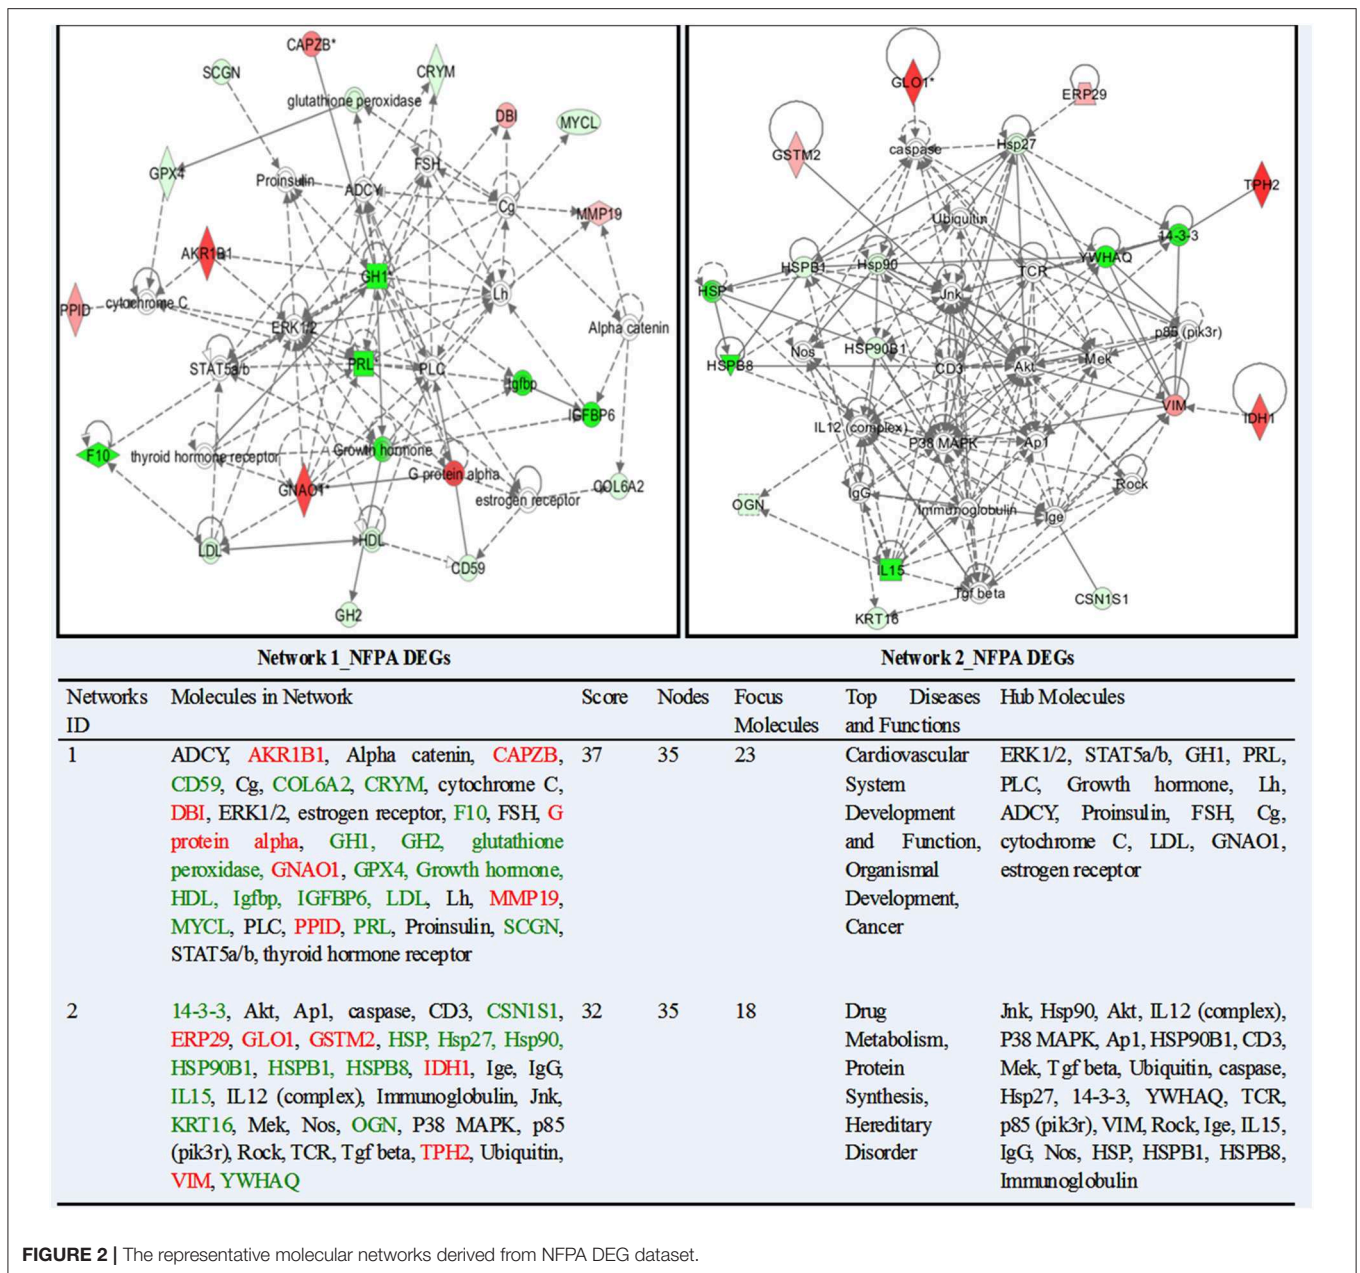 CAPZB*
SCGN
CRYM
glutathione peroxidase
DBI
MYCL
GPX4
FSH
Proinsulin
ADCY
Cg
MMP19
AKR1B1
GH1*
Lh
PPID
cytochrome C
ERK1/2
Alpha catenin
STAT5a/b
PRL
PLC
Igfbp
IGFBP6
F10
thyroid hormone receptor
Growth hormone
GNAO1*
G protein alpha
estrogen receptor
COL6A2
LDL
HDL
CD59
GH2
GLO1*
ERP29
GSTM2
caspase
Hsp27
TPH2
Ubiquitin
14-3-3
YWHAQ
HSPB1
Hsp90
TCR
HSP
Jnk
p85 (pik3r)
Nos
HSP90B1
HSPB8
CD3
Akt
Mek
VIM
IDH1
IL12 (complex)
P38 MAPK
Ap1
IgG
Rock
OGN
Immunoglobulin
Ige
IL15
Tgf beta
CSN1S1
KRT16
Network 1_NFPA DEGs
Network 2_NFPA DEGs
Networks Molecules in Network Score Nodes Focus Top Diseases Hub Molecules
ID Molecules and Functions
1 ADCY, AKR1B1, Alpha catenin, CAPZB, 37 35 23 Cardiovascular ERK1/2, STAT5a/b, GH1, PRL,
CD59, Cg, COL6A2, CRYM, cytochrome C, System PLC, Growth hormone, Lh,
DBI, ERK1/2, estrogen receptor, F10, FSH, G Development ADCY, Proinsulin, FSH, Cg,
protein alpha, GH1, GH2, glutathione and Function, cytochrome C, LDL, GNAO1,
peroxidase, GNAO1, GPX4, Growth hormone, Organismal estrogen receptor
HDL, Igfbp, IGFBP6, LDL, Lh, MMP19, Development,
MYCL, PLC, PPID, PRL, Proinsulin, SCGN, Cancer
STAT5a/b, thyroid hormone receptor
2 14-3-3, Akt, Ap1, caspase, CD3, CSN1S1, 32 35 18 Drug Jnk, Hsp90, Akt, IL12 (complex),
ERP29, GLO1, GSTM2, HSP, Hsp27, Hsp90, Metabolism, P38 MAPK, Ap1, HSP90B1, CD3,
HSP90B1, HSPB1, HSPB8, IDH1, Ige, IgG, Protein Mek, Tgf beta, Ubiquitin, caspase,
IL15, IL12 (complex), Immunoglobulin, Jnk, Synthesis, Hsp27, 14-3-3, YWHAQ, TCR,
KRT16, Mek, Nos, OGN, P38 MAPK, p85 Hereditary p85 (pik3r), VIM, Rock, Ige, IL15,
(pik3r), Rock, TCR, Tgf beta, TPH2, Ubiquitin, Disorder IgG, Nos, HSP, HSPB1, HSPB8,
VIM, YWHAQ Immunoglobulin
FIGURE 2 | The representative molecular networks derived from NFPA DEG dataset.